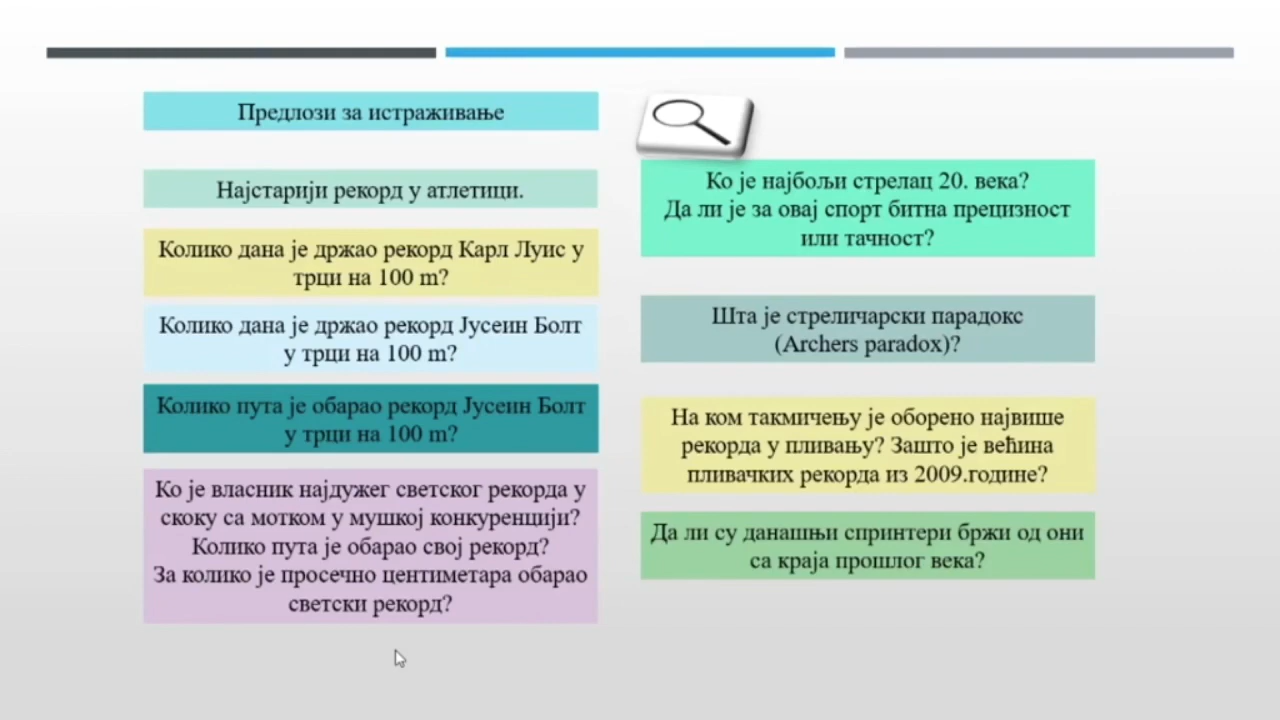 Предлози за истраживање
Најстарији рекорд у атлетици.
Колико дана је држао рекорд Карл Луис у
трци на 100 m?
Колико дана је држао рекорд Јусеин Болт
у трци на 100 m?
Колико пута је обарао рекорд Јусеин Болт
у трци на 100 m?
Ко је власник најдужег светског рекорда у
скоку са мотком у мушкој конкуренцији?
Колико пута је обарао свој рекорд?
За колико је просечно центиметара обарао
светски рекорд?
Ко је најбољи стрелац 20. века?
Да ли је за овај спорт битна прецизност
или тачност?
Шта је стреличарски парадокс
(Archers paradox)?
На ком такмичењу је оборено највише
рекорда у пливању? Зашто је већина
пливачких рекорда из 2009.године?
Да ли су данашњи спринтери бржи од они
са краја прошлог века?